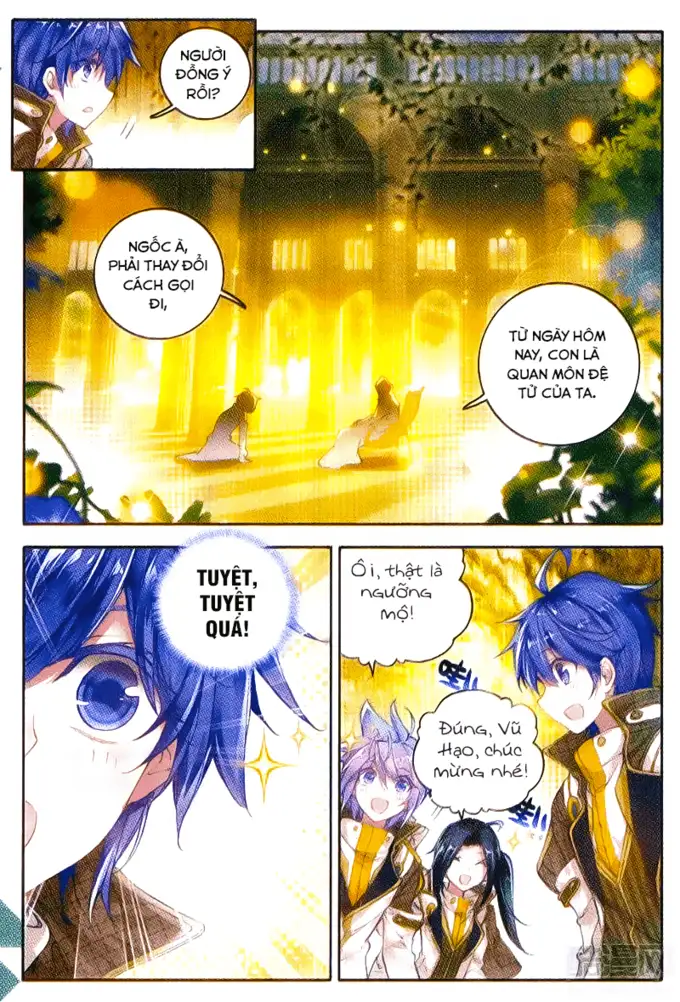 NGƯỜI
ĐỒNG Ý
RỒI?
NGỐC Ạ,
PHẢI THAY ĐỔI
CÁCH GỌI
ĐI,
TỪ NGÀY HÔM
NAY, CON LÀ
QUAN MÔN ĐỆ
TỬ CỦA TA.
TUYỆT,
TUYỆT
QUÁ!
Ôi, thật là
ngưỡng
mộ!
Đúng, Vũ
Hạo, chúc
mừng nhé!